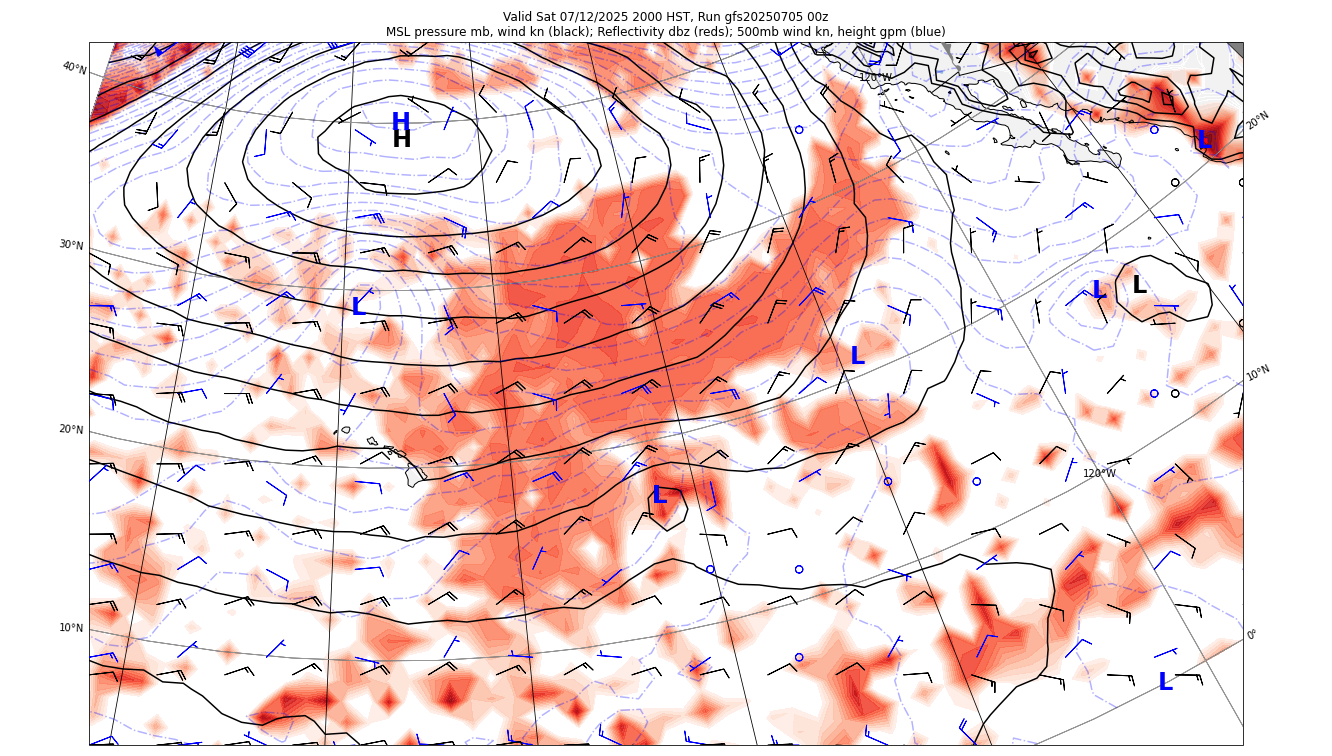 Valid Sat 07/12/2025 2000 HST, Run gfs20250705 00z
MSL pressure mb, wind kn (black); Reflectivity dbz (reds); 500mb wind kn, height gpm (blue)
40°N
120°W
20°N
H
H
L
30°N
L
L
L
L
10°N
20°N
120°W
L
10°N
0°
L